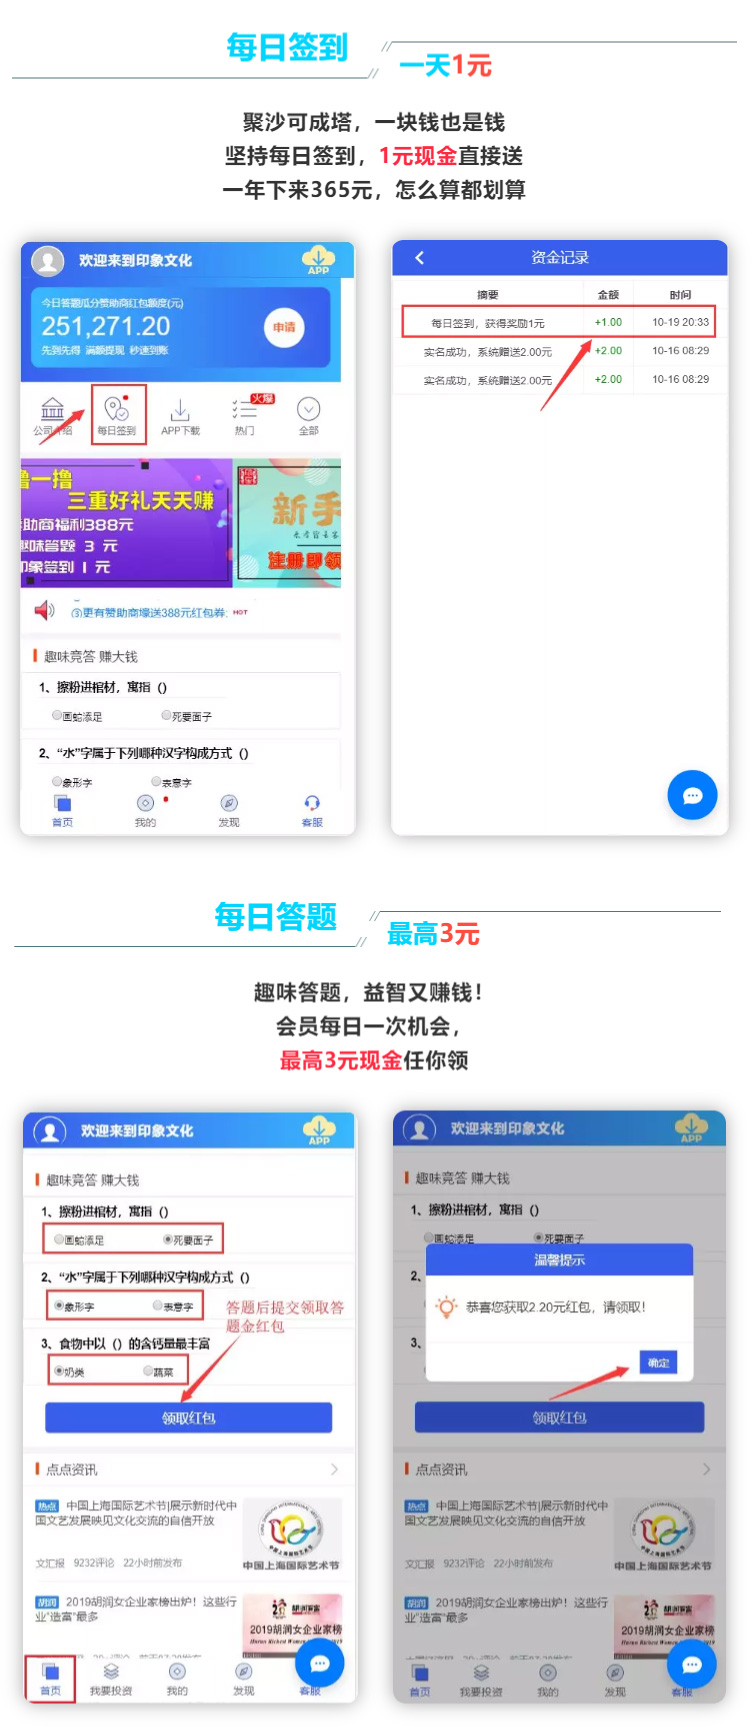 每日签到
一天1元
聚沙可成塔，一块钱也是钱
坚持每日签到，1元现金直接送
一年下来365元，怎么算都划算
欢迎来到印象文化
APP
今日答题瓜分赞助商红包额度(元)
251,271.20
申请
先到先得 满额提现 秒速到账
火爆
公司介绍
每日签到
APP下载
热门
全部
撸一撸
三重好礼天天赚
赞助商福利388元
趣味答题 3 元
印象签到 1 元
新手
注册即领
③更有赞助商壕送388元红包券:
HOT
趣味竞答 赚大钱
1、擦粉进棺材，寓指（）
画蛇添足
死要面子
2、“水”字属于下列哪种汉字构成方式（）
象形字
表意字
首页
我的
发现
客服
资金记录
摘要 金额 时间
每日签到，获得奖励1元 +1.00 10-19 20:33
实名成功，系统赠送2.00元 +2.00 10-16 08:29
实名成功，系统赠送2.00元 +2.00 10-16 08:29
每日答题
最高3元
趣味答题，益智又赚钱！
会员每日一次机会，
最高3元现金任你领
欢迎来到印象文化
APP
趣味竞答 赚大钱
1、擦粉进棺材，寓指（）
画蛇添足
死要面子
2、“水”字属于下列哪种汉字构成方式（）
象形字
表意字
答题后提交领取答
题金红包
3、食物中以（）的含钙量最丰富
奶类
蔬菜
领取红包
点点资讯
热点 中国上海国际艺术节|展示新时代中
国文艺发展映见文化交流的自信开放
文汇报 9232评论 22小时前发布
中国上海国际艺术节
胡润 2019胡润女企业家榜出炉！这些行
业“造富”最多
胡润百富
2019胡润女企业家榜
首页
我要投资
我的
发现
客服
欢迎来到印象文化
APP
趣味竞答 赚大钱
1、擦粉进棺材，寓指（）
画蛇添足
死要面子
2、
温馨提示
恭喜您获取2.20元红包，请领取！
3、
确定
领取红包
点点资讯
热点 中国上海国际艺术节|展示新时代中
国文艺发展映见文化交流的自信开放
文汇报 9232评论 22小时前发布
中国上海国际艺术节
胡润 2019胡润女企业家榜出炉！这些行
业“造富”最多
胡润百富
2019胡润女企业家榜
首页
我要投资
我的
发现
客服